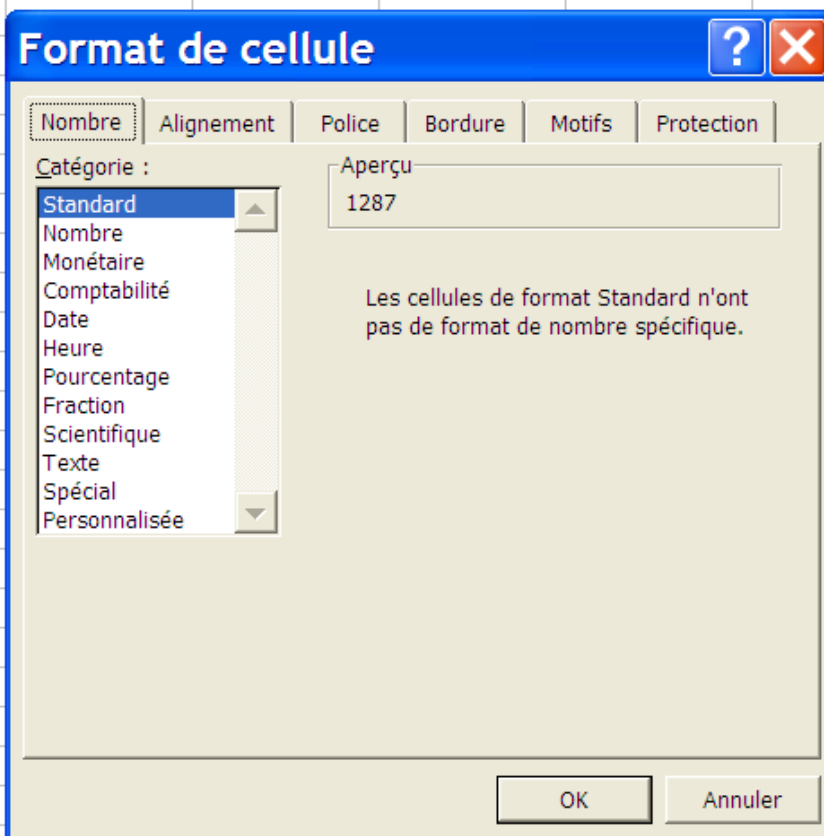 Format de cellule
?
Nombre Alignement Police Bordure Motifs Protection
Catégorie :
Standard
Nombre
Monétaire
Comptabilité
Date
Heure
Pourcentage
Fraction
Scientifique
Texte
Spécial
Personnalisée
Aperçu
1287
Les cellules de format Standard n'ont
pas de format de nombre spécifique.
OK Annuler